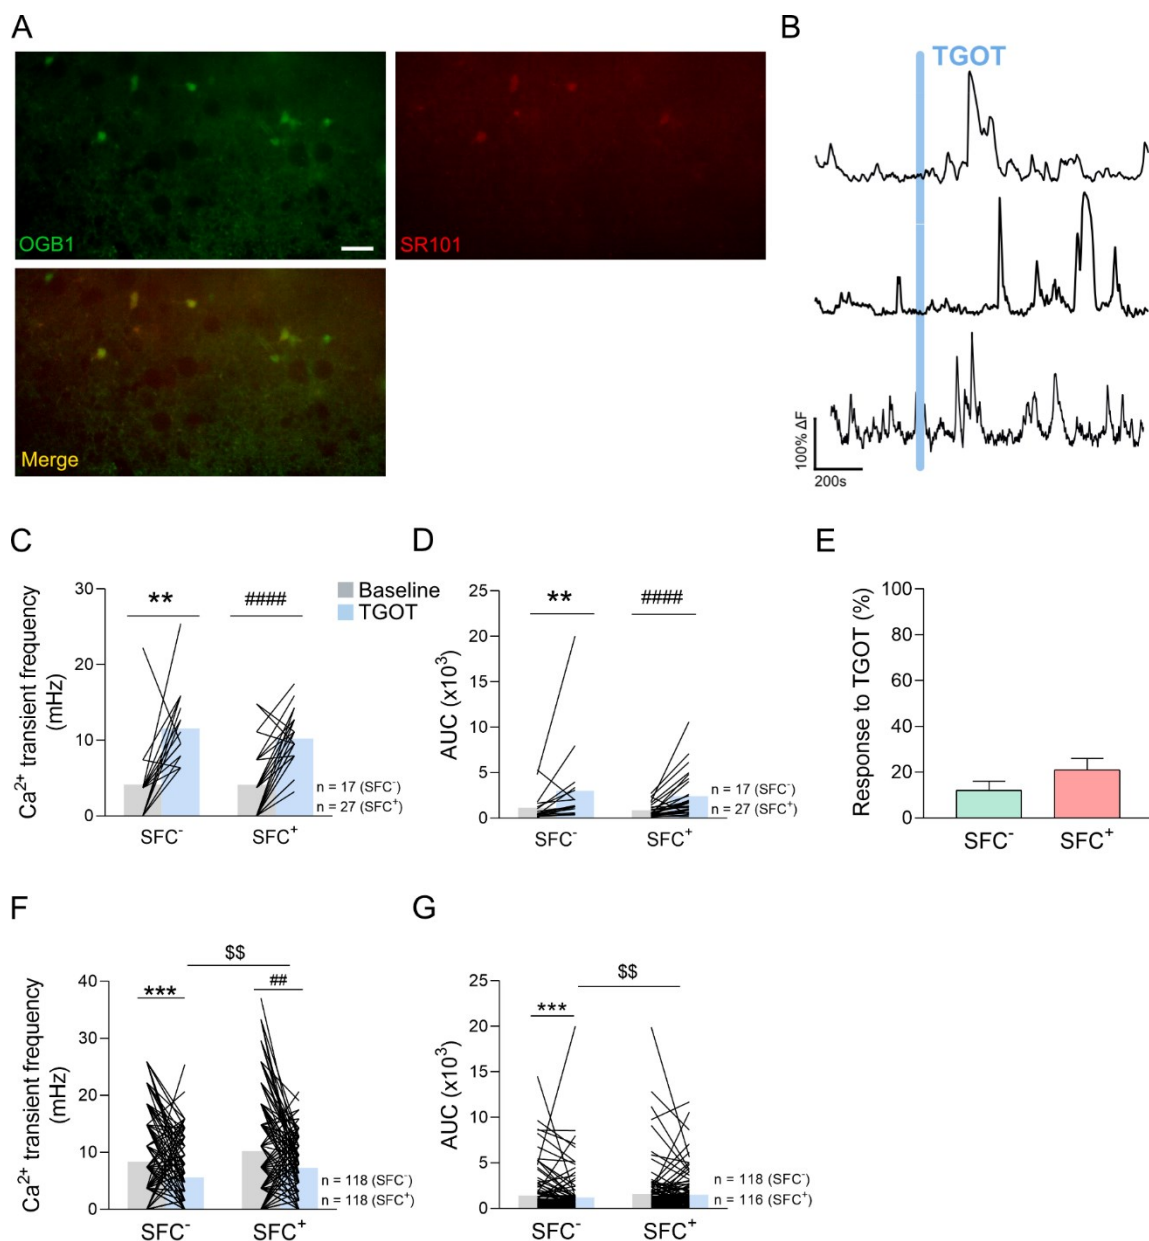 A
OGB1
SR101
Merge
B
TGOT
100% ΔF
200s
C
Ca²⁺ transient frequency
(mHz)
30
20
10
0
**
####
Baseline
TGOT
n = 17 (SFC⁻)
n = 27 (SFC⁺)
SFC⁻
SFC⁺
D
AUC (x10³)
25
20
15
10
5
0
**
####
n = 17 (SFC⁻)
n = 27 (SFC⁺)
SFC⁻
SFC⁺
E
Response to TGOT (%)
100
80
60
40
20
0
SFC⁻
SFC⁺
F
Ca²⁺ transient frequency
(mHz)
40
30
20
10
0
$$
***
##
n = 118 (SFC⁻)
n = 118 (SFC⁺)
SFC⁻
SFC⁺
G
AUC (x10³)
25
20
15
10
5
0
$$
***
n = 118 (SFC⁻)
n = 116 (SFC⁺)
SFC⁻
SFC⁺